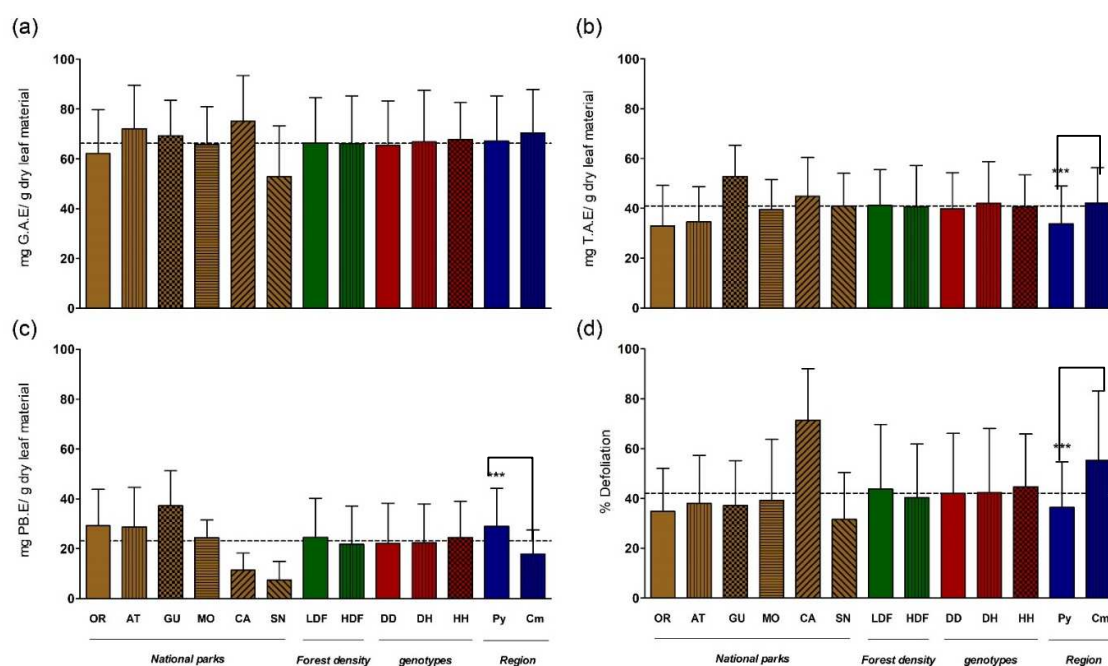 (a)
mg G.A.E/ g dry leaf material
100
80
60
40
20
0
(b)
mg T.A.E/ g dry leaf material
100
80
60
40
20
0
***
(c)
mg PB.E/ g dry leaf material
100
80
60
40
20
0
***
OR AT GU MO CA SN LDF HDF DD DH HH Py Cm
National parks Forest density genotypes Region
(d)
% Defoliation
100
80
60
40
20
0
***
OR AT GU MO CA SN LDF HDF DD DH HH Py Cm
National parks Forest density genotypes Region